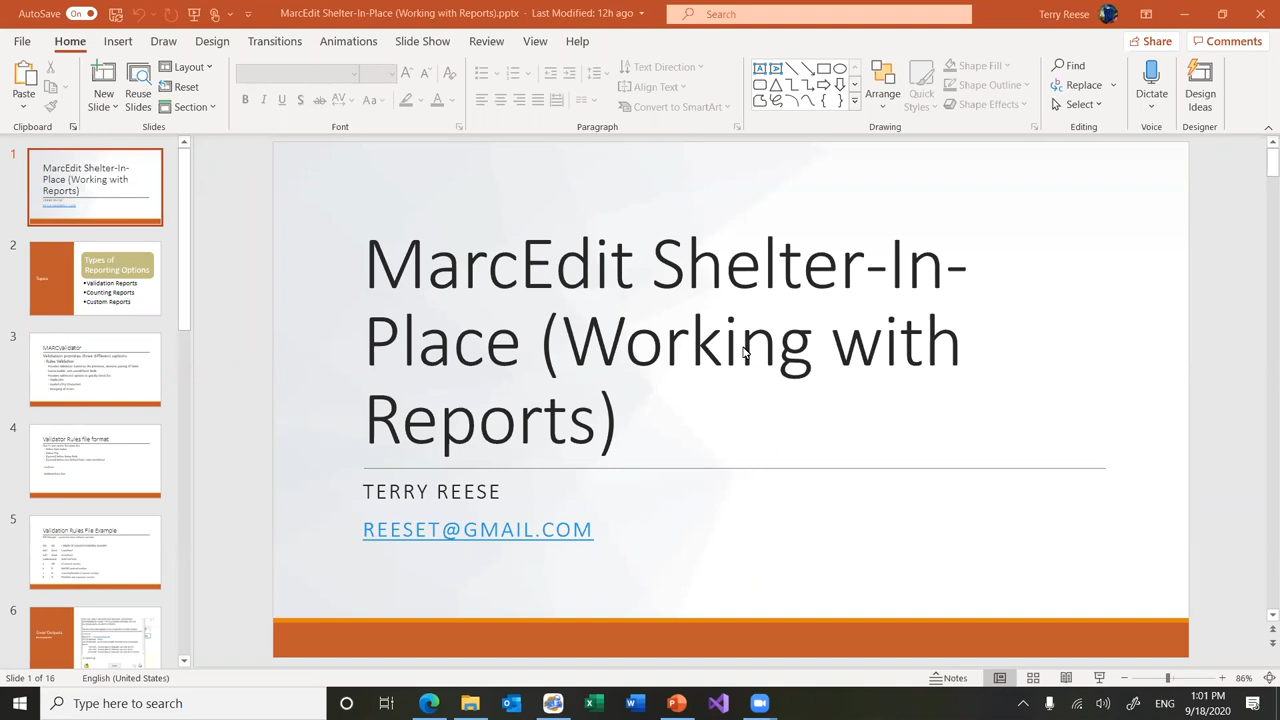 AutoSave On MarcEdit Shelter-In-Place (Working with Reports).pptx - Last Modified: 12h ago Search Terry Reese
File Home Insert Draw Design Transitions Animations Slide Show Review View Help Share Comments
Paste New Slide Reuse Slides Layout Reset Section
B I U S ab AV Aa A
Text Direction Align Text Convert to SmartArt
Arrange Quick Styles Shape Fill Shape Outline Shape Effects
Find Replace Select
Dictate Design Ideas
Clipboard Slides Font Paragraph Drawing Editing Voice Designer
1
MarcEdit Shelter-In-
Place (Working with
Reports)
2
Topics
Types of
Reporting Options
•Validation Reports
•Counting Reports
•Custom Reports
3
MARCValidator
4
Validator Rules file format
5
Validation Rules File Example
6
MarcEdit Shelter-In-
Place (Working with
Reports)
TERRY REESE
REESET@GMAIL.COM
Slide 1 of 16 English (United States) Notes 86%
Type here to search ENG 1:01 PM
9/18/2020